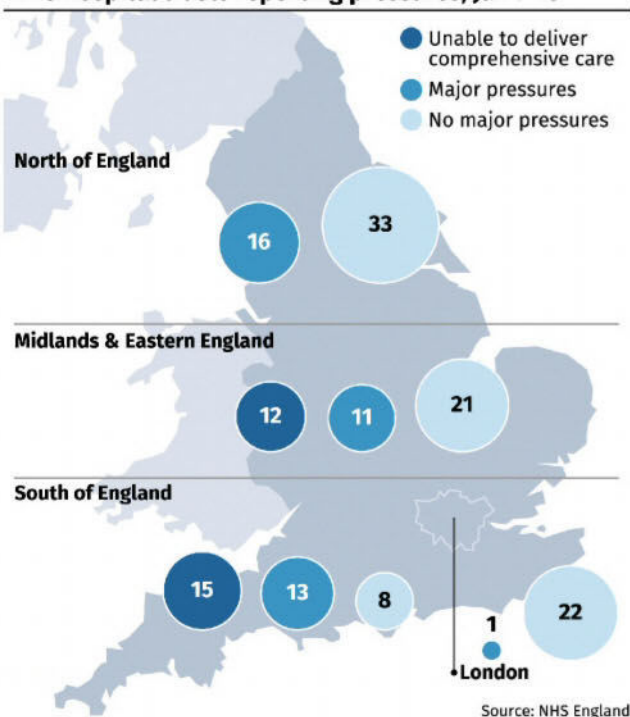 Unable to deliver
comprehensive care
Major pressures
No major pressures
North of England
16
33
Midlands & Eastern England
12
11
21
South of England
15
13
8
1
22
London
Source: NHS England